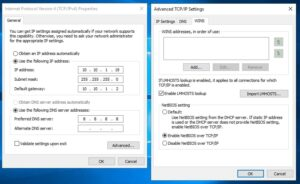 Internet Protocol Version 4 (TCP/IPv4) Properties
General
You can get IP settings assigned automatically if your network supports
this capability. Otherwise, you need to ask your network administrator
for the appropriate IP settings.
Obtain an IP address automatically
Use the following IP address:
IP address:
Subnet mask:
255 . 255 . 255 . 0
Default gateway:
Obtain DNS server address automatically
Use the following DNS server addresses:
Preferred DNS server:
8 . 8 . 8 . 8
Alternate DNS server:
Validate settings upon exit
Advanced...
OK
Cancel
Advanced TCP/IP Settings
IP Settings
DNS
WINS
WINS addresses, in order of use:
Add...
Edit...
Remove
If LMHOSTS lookup is enabled, it applies to all connections for which
TCP/IP is enabled.
Enable LMHOSTS lookup
Import LMHOSTS...
NetBIOS setting
Default:
Use NetBIOS setting from the DHCP server. If static IP address
is used or the DHCP server does not provide NetBIOS setting,
enable NetBIOS over TCP/IP.
Enable NetBIOS over TCP/IP
Disable NetBIOS over TCP/IP
OK
Cancel